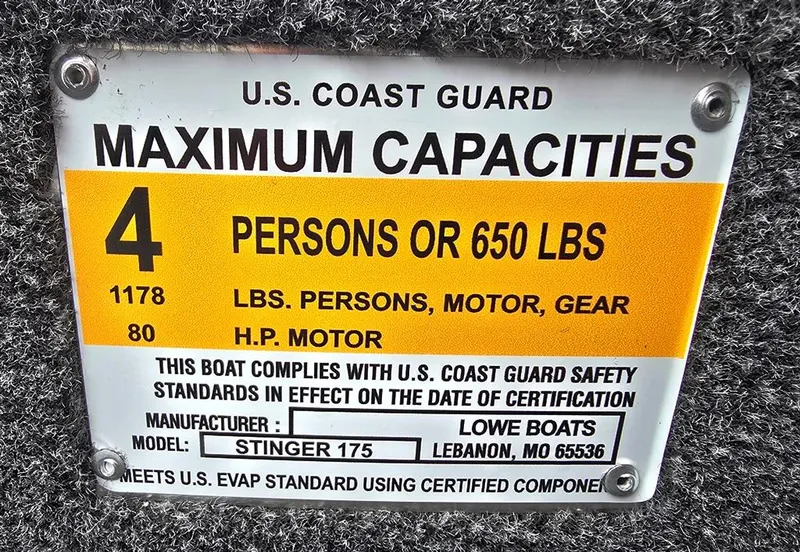 U.S. COAST GUARD
MAXIMUM CAPACITIES
4 PERSONS OR 650 LBS
1178 LBS. PERSONS, MOTOR, GEAR
80 H.P. MOTOR
THIS BOAT COMPLIES WITH U.S. COAST GUARD SAFETY
STANDARDS IN EFFECT ON THE DATE OF CERTIFICATION
MANUFACTURER : LOWE BOATS
MODEL: STINGER 175 LEBANON, MO 65536
MEETS U.S. EVAP STANDARD USING CERTIFIED